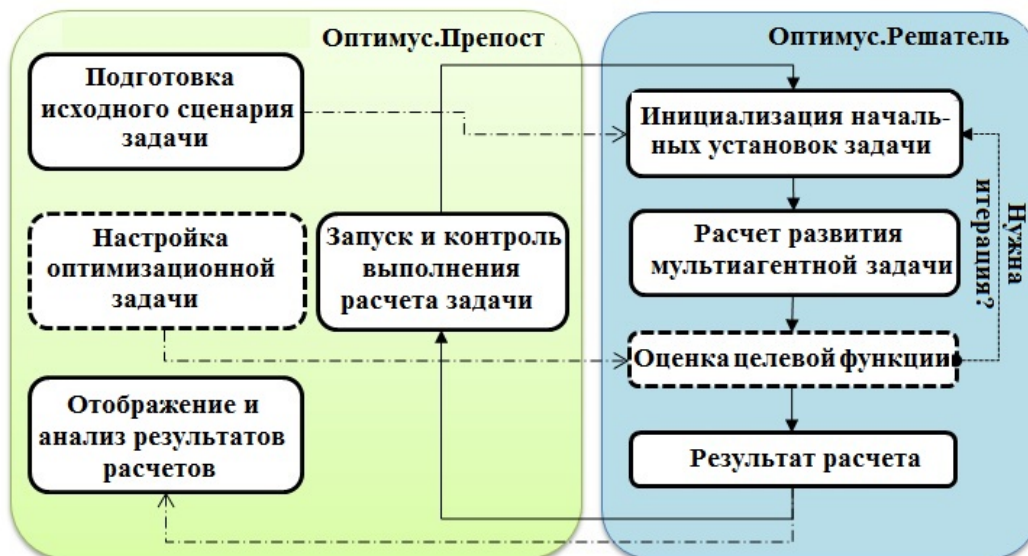 Оптимус.Препост
Подготовка
исходного сценария
задачи
Настройка
оптимизационной
задачи
Запуск и контроль
выполнения
расчета задачи
Отображение и
анализ результатов
расчетов
Оптимус.Решатель
Инициализация началь-
ных установок задачи
Расчет развития
мультиагентной задачи
Оценка целевой функции
Результат расчета
Нужна
итерация?